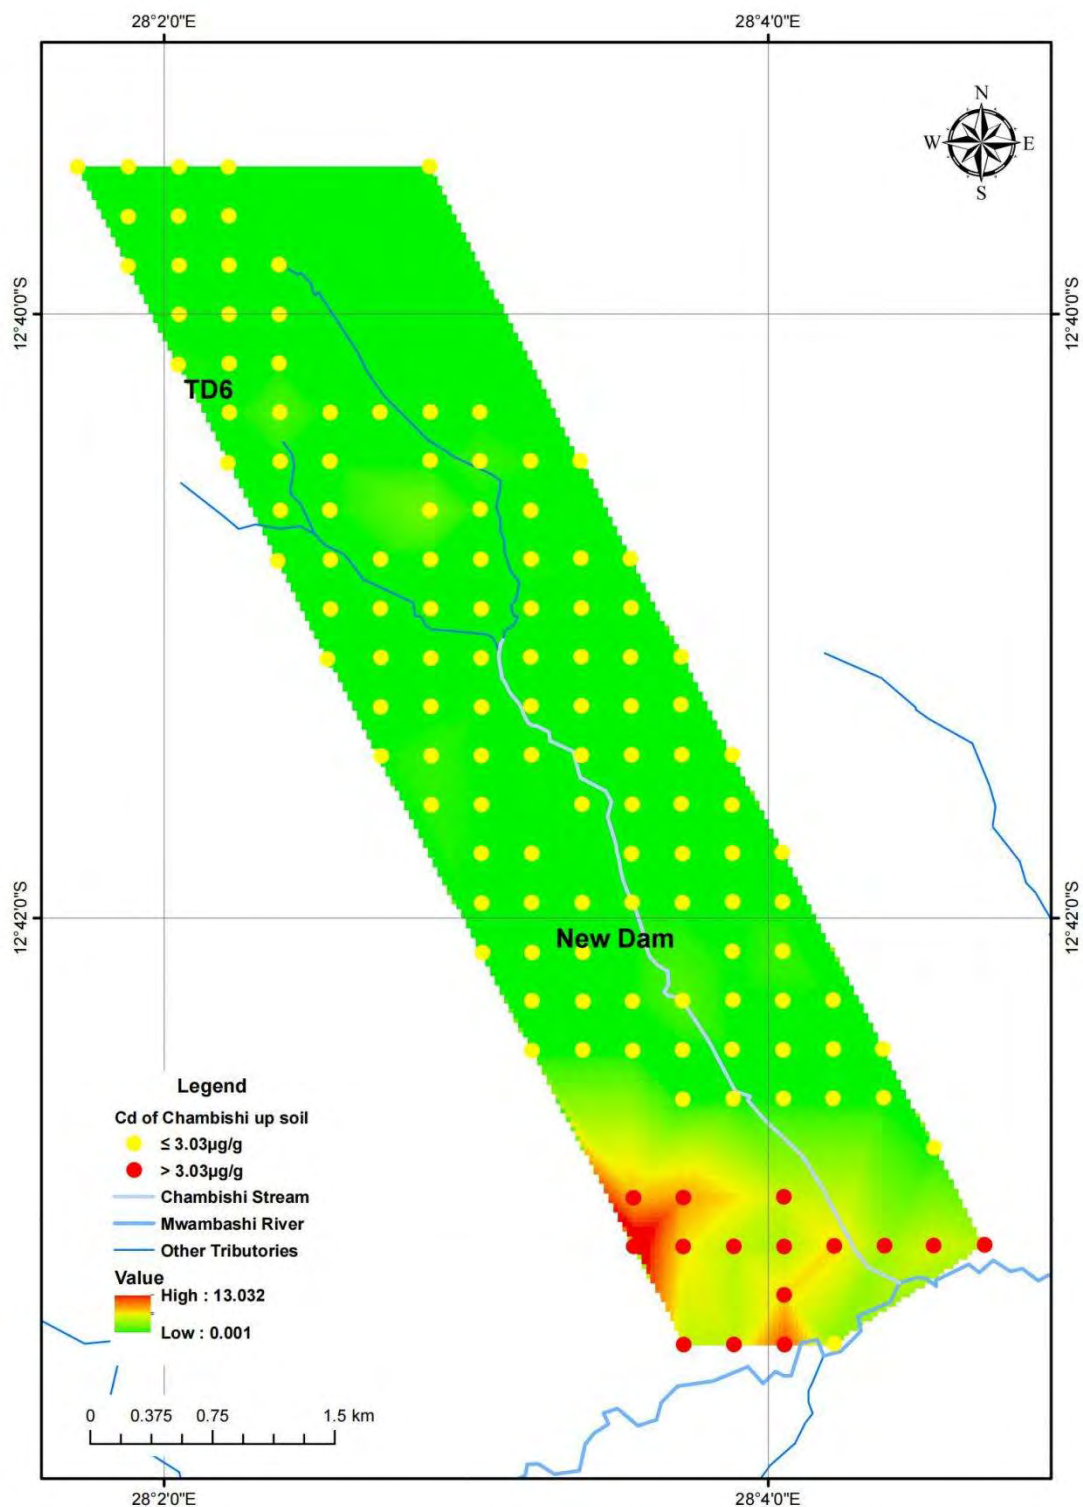 28°2'0"E 28°4'0"E
N
W E
S
12°40'0"S 12°40'0"S
TD6
12°42'0"S 12°42'0"S
New Dam
Legend
Cd of Chambishi up soil
≤ 3.03µg/g
> 3.03µg/g
Chambishi Stream
Mwambashi River
Other Tributories
Value
High : 13.032
Low : 0.001
0 0.375 0.75 1.5 km
28°2'0"E 28°4'0"E